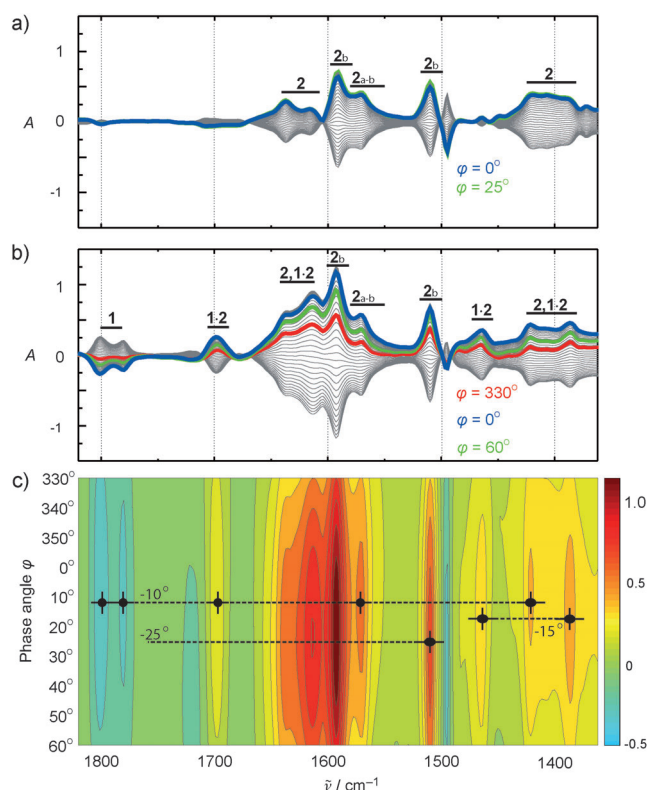 a)
1
0
-1
A
2
2b
2a-b
2b
2
φ = 0°
φ = 25°
b)
1
0
-1
A
1
1·2
2,1·2
2b
2a-b
2b
1·2
2,1·2
φ = 330°
φ = 0°
φ = 60°
c)
Phase angle φ
330°
340°
350°
0°
10°
20°
30°
40°
50°
60°
-10°
-25°
-15°
1.0
0.5
0
-0.5
1800
1700
1600
1500
1400
ν̃ / cm⁻¹